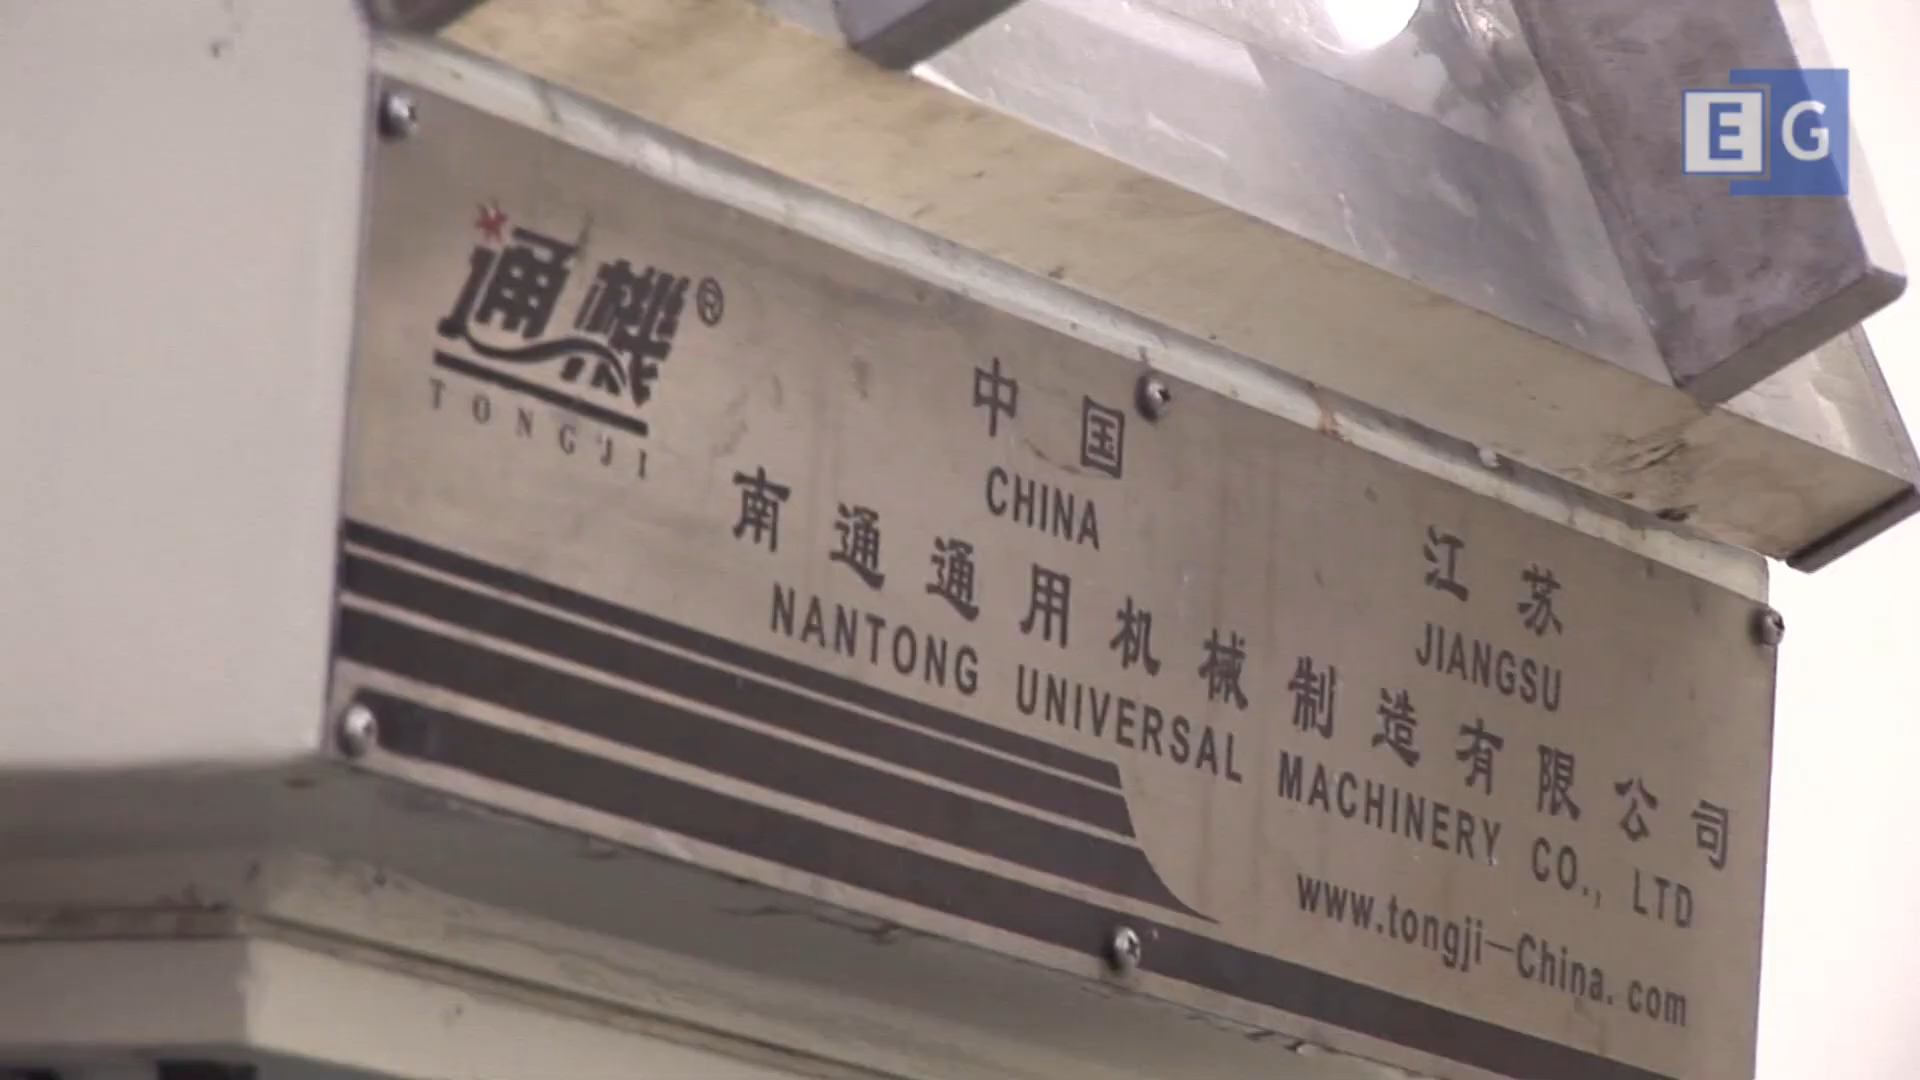 EG
通機®
TONGJI
中国 江苏
CHINA JIANGSU
南通通用机械制造有限公司
NANTONG UNIVERSAL MACHINERY CO., LTD
www.tongji-China.com